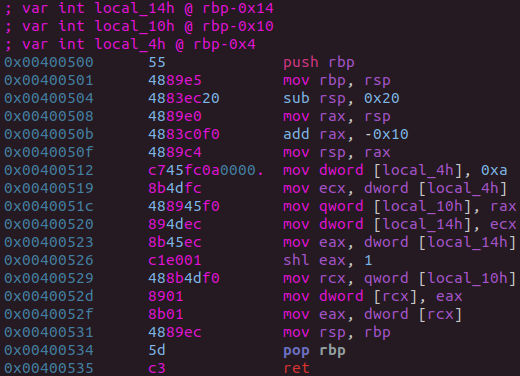 ; var int local_14h @ rbp-0x14
; var int local_10h @ rbp-0x10
; var int local_4h @ rbp-0x4
0x00400500 55 push rbp
0x00400501 4889e5 mov rbp, rsp
0x00400504 4883ec20 sub rsp, 0x20
0x00400508 4889e0 mov rax, rsp
0x0040050b 4883c0f0 add rax, -0x10
0x0040050f 4889c4 mov rsp, rax
0x00400512 c745fc0a0000. mov dword [local_4h], 0xa
0x00400519 8b4dfc mov ecx, dword [local_4h]
0x0040051c 488945f0 mov qword [local_10h], rax
0x00400520 894dec mov dword [local_14h], ecx
0x00400523 8b45ec mov eax, dword [local_14h]
0x00400526 c1e001 shl eax, 1
0x00400529 488b4df0 mov rcx, qword [local_10h]
0x0040052d 8901 mov dword [rcx], eax
0x0040052f 8b01 mov eax, dword [rcx]
0x00400531 4889ec mov rsp, rbp
0x00400534 5d pop rbp
0x00400535 c3 ret